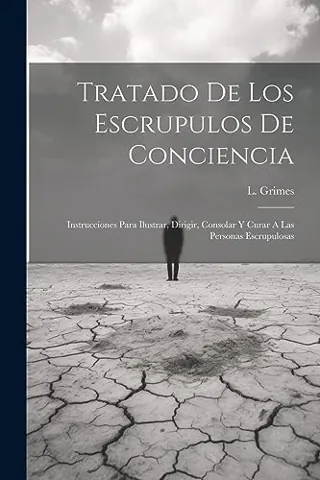 Tratado De Los
Escrupulos De
Conciencia
L. Grimes
Instrucciones Para Ilustrar, Dirigir, Consolar Y Curar A Las
Personas Escrupulosas